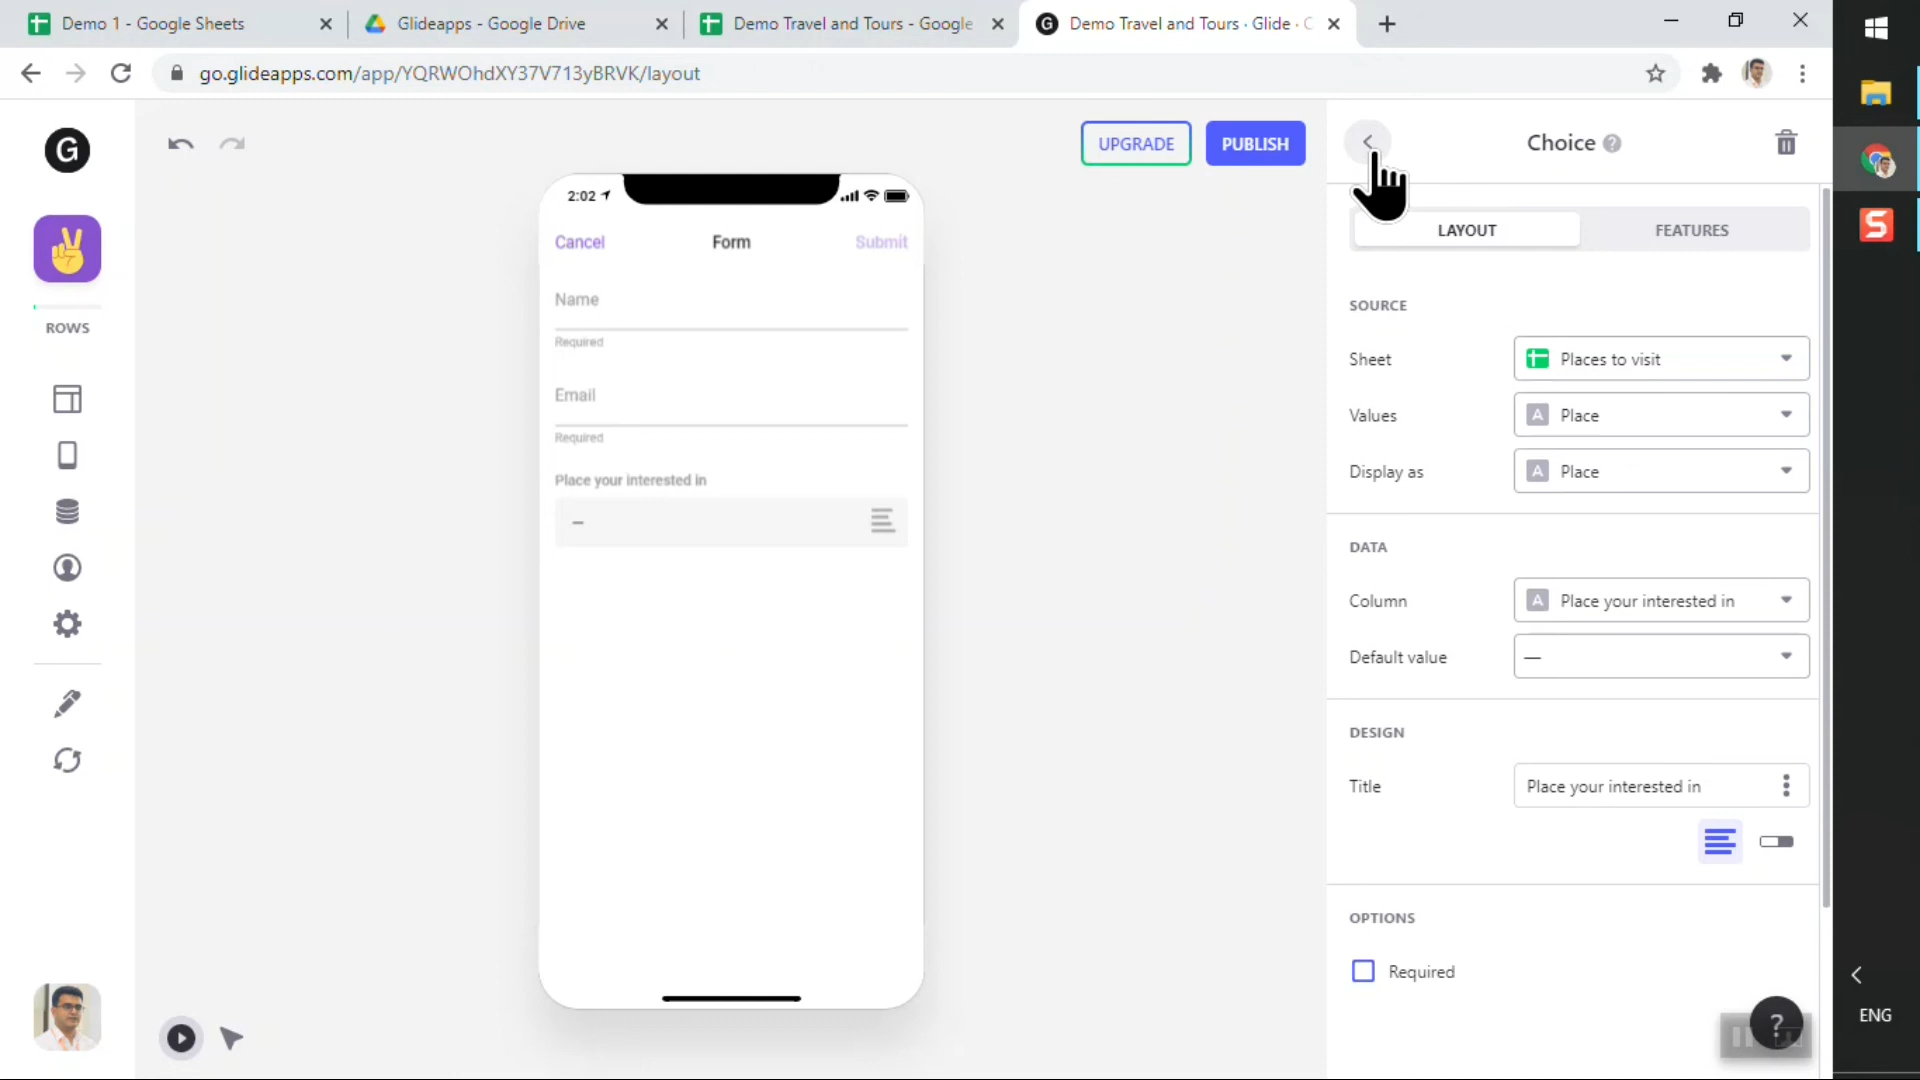 Demo 1 - Google Sheets
Glideapps - Google Drive
Demo Travel and Tours - Google
Demo Travel and Tours · Glide · C
go.glideapps.com/app/YQRWOhdXY37V713yBRVK/layout
G
ROWS
UPGRADE
PUBLISH
2:02
Cancel
Form
Submit
Name
Required
Email
Required
Place your interested in
–
Choice
LAYOUT
FEATURES
SOURCE
Sheet
Places to visit
Values
A Place
Display as
A Place
DATA
Column
A Place your interested in
Default value
—
DESIGN
Title
Place your interested in
OPTIONS
Required
?
S
ENG